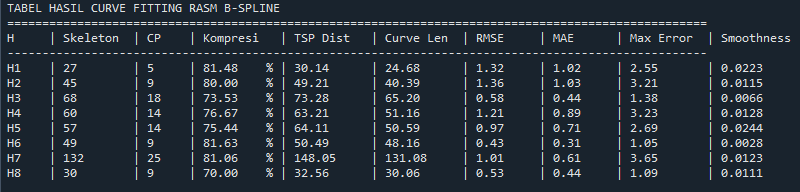 TABEL HASIL CURVE FITTING RASM B-SPLINE
====================================================================================================
H | Skeleton | CP | Kompresi | TSP Dist | Curve Len | RMSE | MAE | Max Error | Smoothness
----------------------------------------------------------------------------------------------------
H1 | 27 | 5 | 81.48 % | 30.14 | 24.68 | 1.32 | 1.02 | 2.55 | 0.0223
H2 | 45 | 9 | 80.00 % | 49.21 | 40.39 | 1.36 | 1.03 | 3.21 | 0.0115
H3 | 68 | 18 | 73.53 % | 73.28 | 65.20 | 0.58 | 0.44 | 1.38 | 0.0066
H4 | 60 | 14 | 76.67 % | 63.21 | 51.16 | 1.21 | 0.89 | 3.23 | 0.0128
H5 | 57 | 14 | 75.44 % | 64.11 | 50.59 | 0.97 | 0.71 | 2.69 | 0.0244
H6 | 49 | 9 | 81.63 % | 50.49 | 48.16 | 0.43 | 0.31 | 1.05 | 0.0028
H7 | 132 | 25 | 81.06 % | 148.05 | 131.08 | 1.01 | 0.61 | 3.65 | 0.0123
H8 | 30 | 9 | 70.00 % | 32.56 | 30.06 | 0.53 | 0.44 | 1.09 | 0.0111